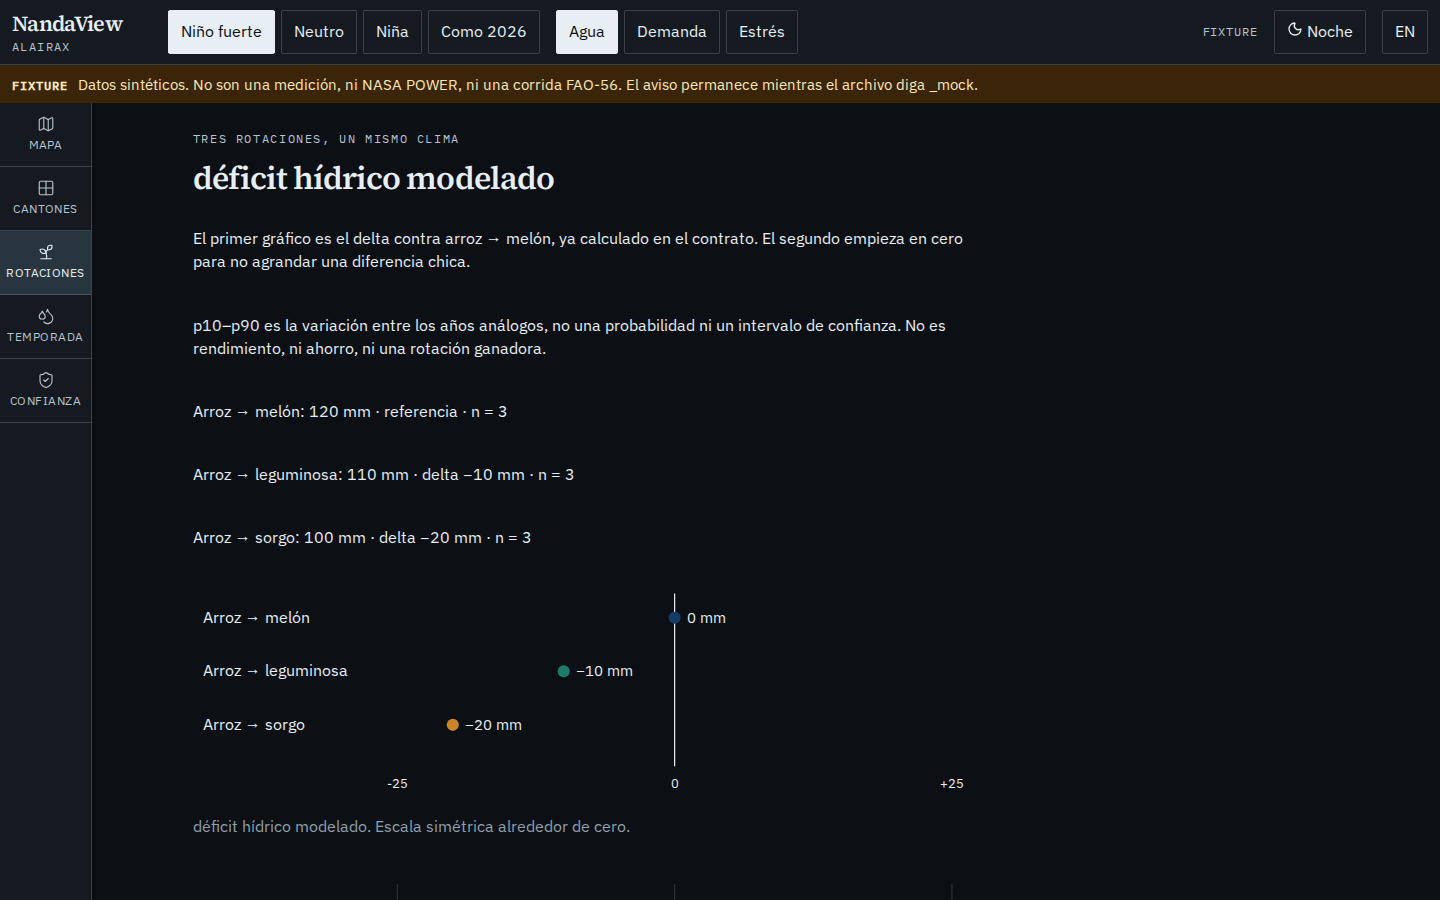 NandaView
ALAIRAX
Niño fuerte
Neutro
Niña
Como 2026
Agua
Demanda
Estrés
FIXTURE
Noche
EN
FIXTURE Datos sintéticos. No son una medición, ni NASA POWER, ni una corrida FAO-56. El aviso permanece mientras el archivo diga _mock.
MAPA
CANTONES
ROTACIONES
TEMPORADA
CONFIANZA
TRES ROTACIONES, UN MISMO CLIMA
déficit hídrico modelado
El primer gráfico es el delta contra arroz → melón, ya calculado en el contrato. El segundo empieza en cero
para no agrandar una diferencia chica.
p10–p90 es la variación entre los años análogos, no una probabilidad ni un intervalo de confianza. No es
rendimiento, ni ahorro, ni una rotación ganadora.
Arroz → melón: 120 mm · referencia · n = 3
Arroz → leguminosa: 110 mm · delta −10 mm · n = 3
Arroz → sorgo: 100 mm · delta −20 mm · n = 3
Arroz → melón
0 mm
Arroz → leguminosa
−10 mm
Arroz → sorgo
−20 mm
-25
0
+25
déficit hídrico modelado. Escala simétrica alrededor de cero.